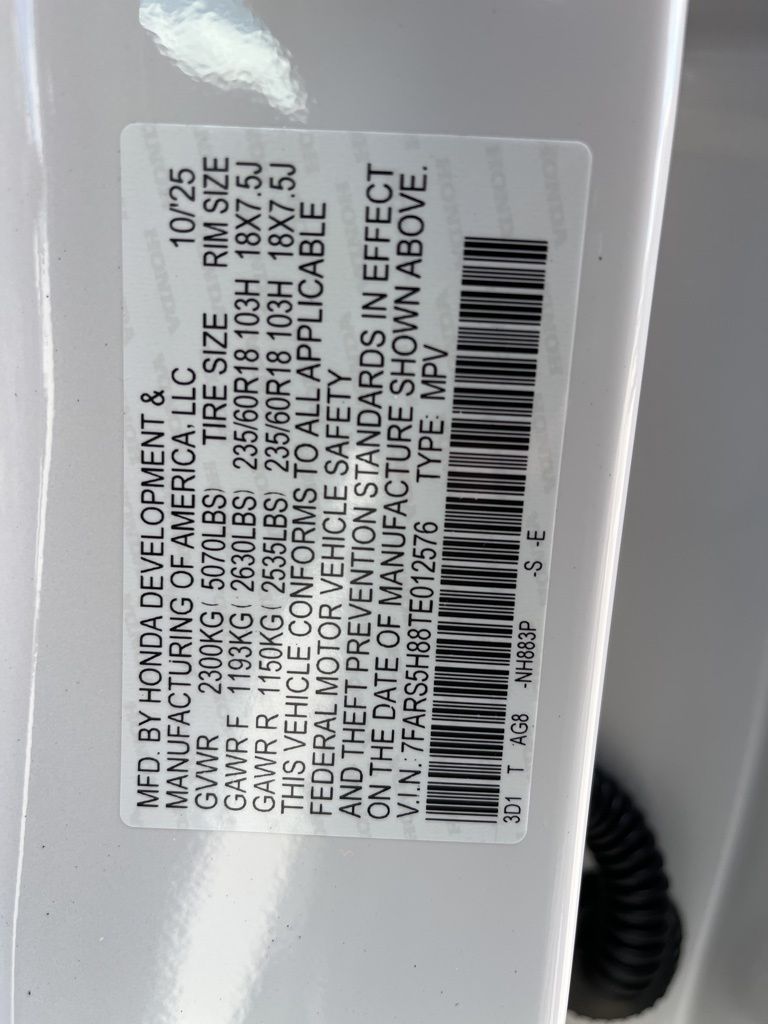 MFD. BY HONDA DEVELOPMENT &
MANUFACTURING OF AMERICA, LLC 10/'25
GVWR 2300KG( 5070LBS) TIRE SIZE RIM SIZE
GAWR F 1193KG( 2630LBS) 235/60R18 103H 18X7.5J
GAWR R 1150KG( 2535LBS) 235/60R18 103H 18X7.5J
THIS VEHICLE CONFORMS TO ALL APPLICABLE
FEDERAL MOTOR VEHICLE SAFETY
AND THEFT PREVENTION STANDARDS IN EFFECT
ON THE DATE OF MANUFACTURE SHOWN ABOVE.
V.I.N.: 7FARS5H88TE012576 TYPE: MPV
3D1 T AG8 -NH883P -S -E